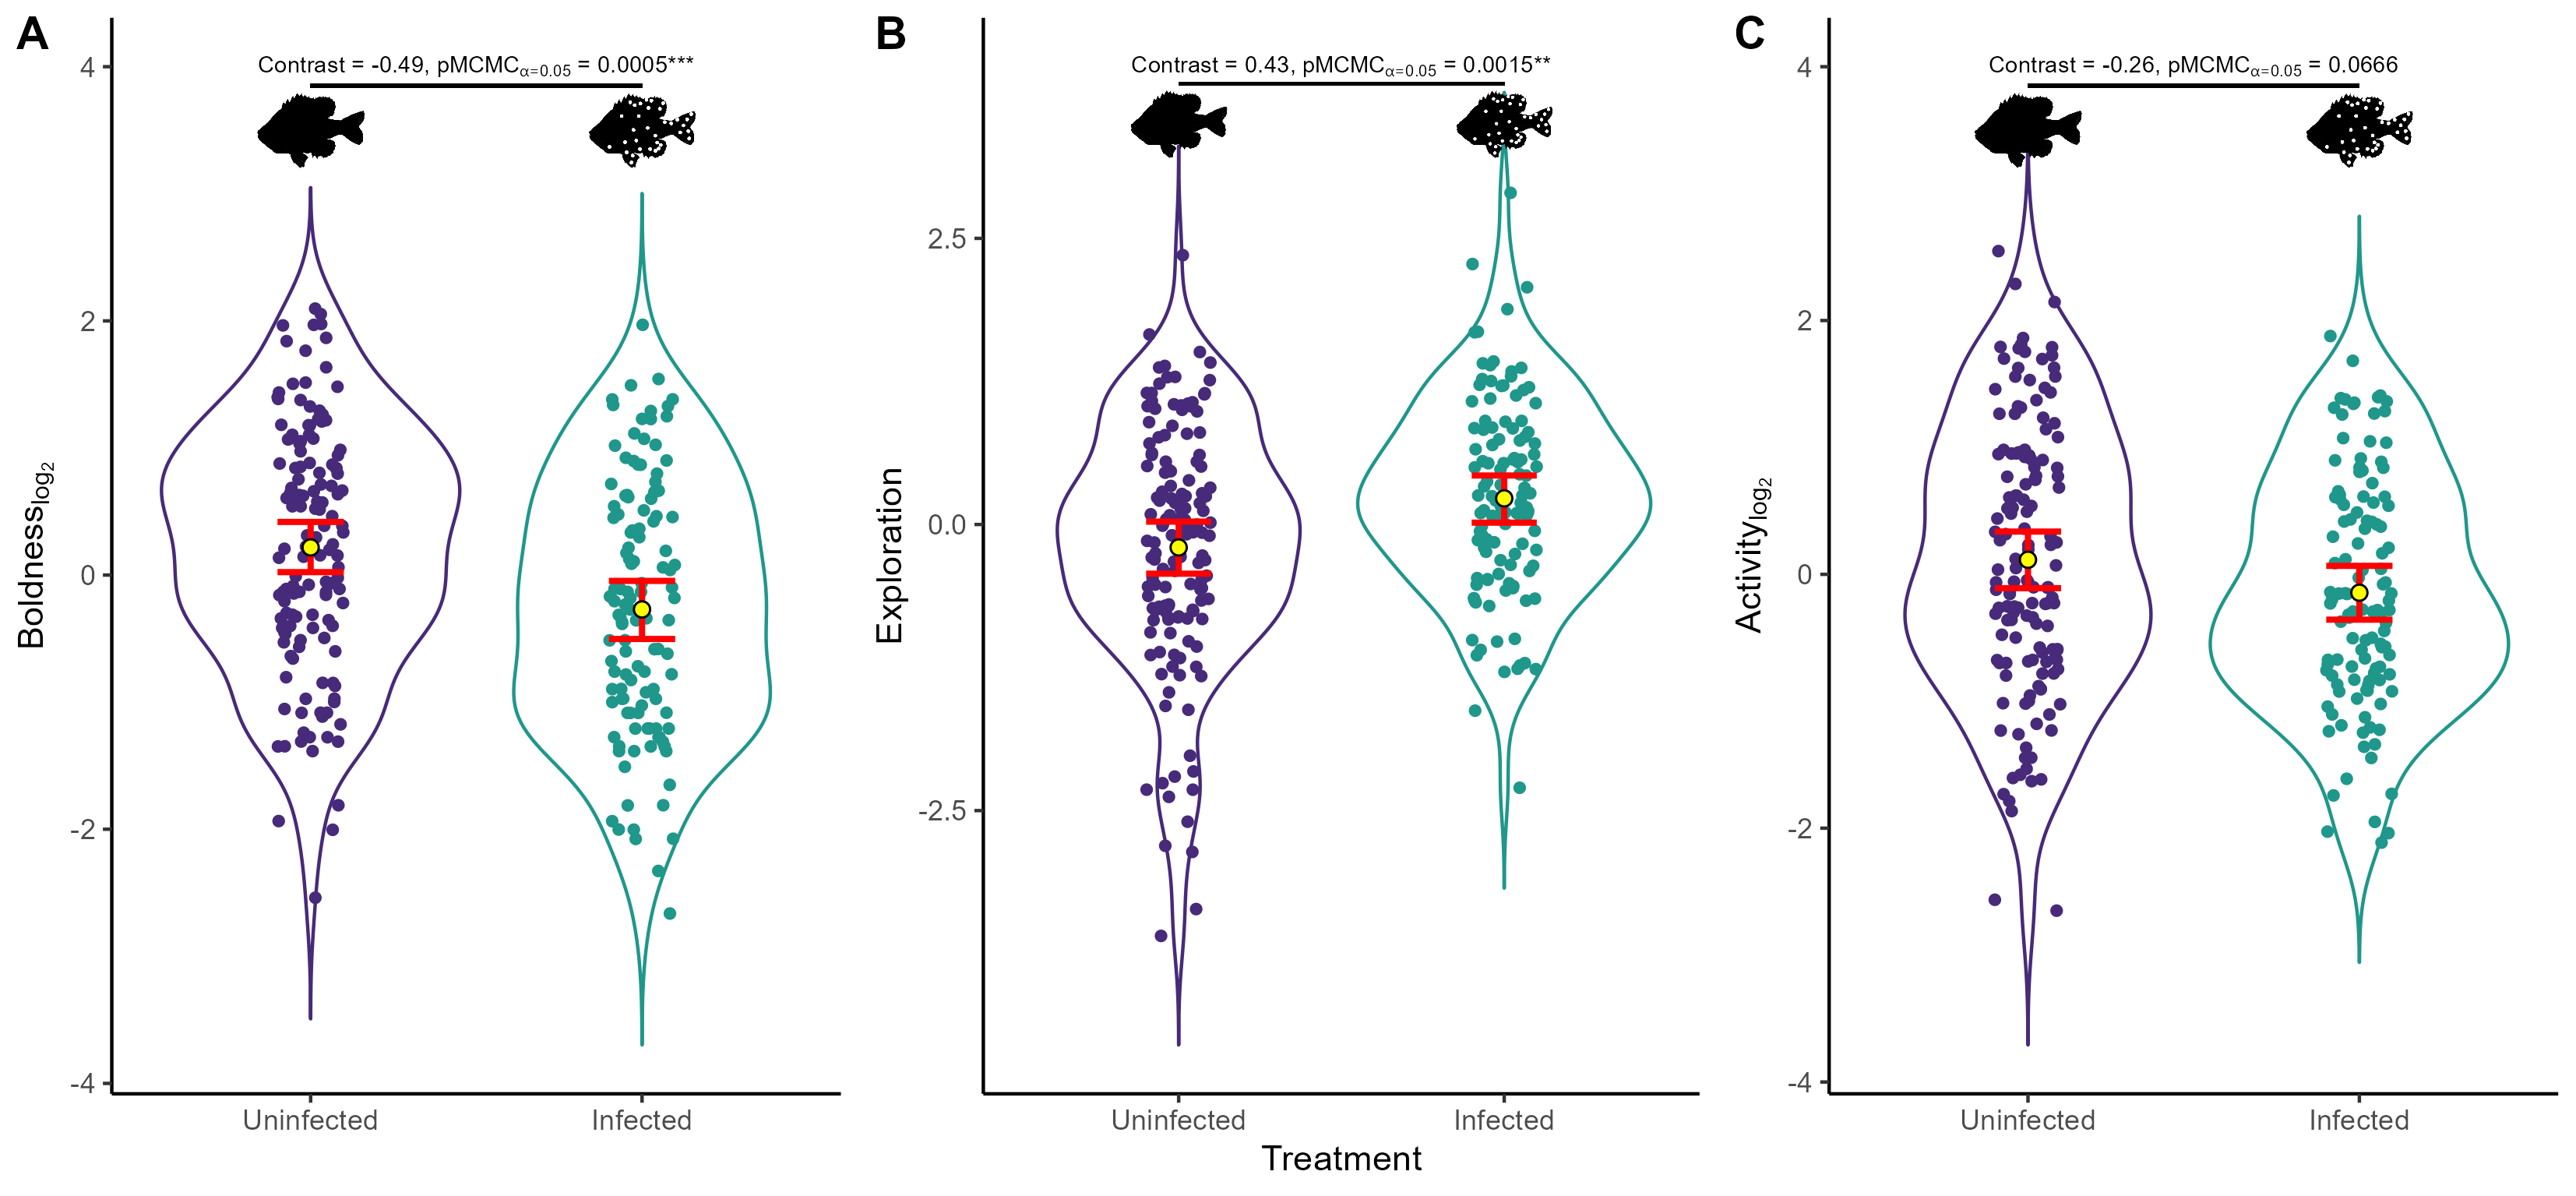 A
Contrast = -0.49, pMCMCα=0.05 = 0.0005***
4
2
0
-2
-4
Boldnesslog2
Uninfected
Infected
B
Contrast = 0.43, pMCMCα=0.05 = 0.0015**
2.5
0.0
-2.5
Exploration
Uninfected
Infected
Treatment
C
Contrast = -0.26, pMCMCα=0.05 = 0.0666
4
2
0
-2
-4
Activitylog2
Uninfected
Infected